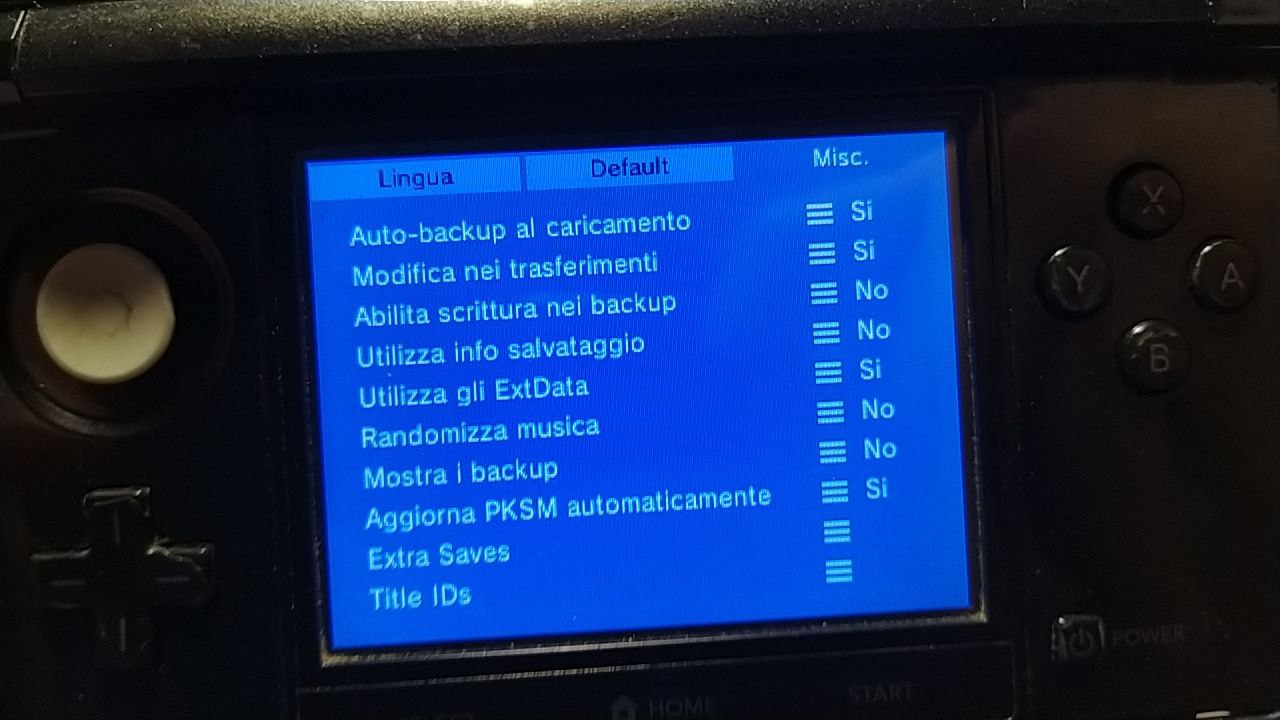 Lingua Default Misc.
Auto-backup al caricamento Si
Modifica nei trasferimenti Si
Abilita scrittura nei backup No
Utilizza info salvataggio No
Utilizza gli ExtData Si
Randomizza musica No
Mostra i backup No
Aggiorna PKSM automaticamente Si
Extra Saves
Title IDs
X
Y
A
B
POWER
HOME
START